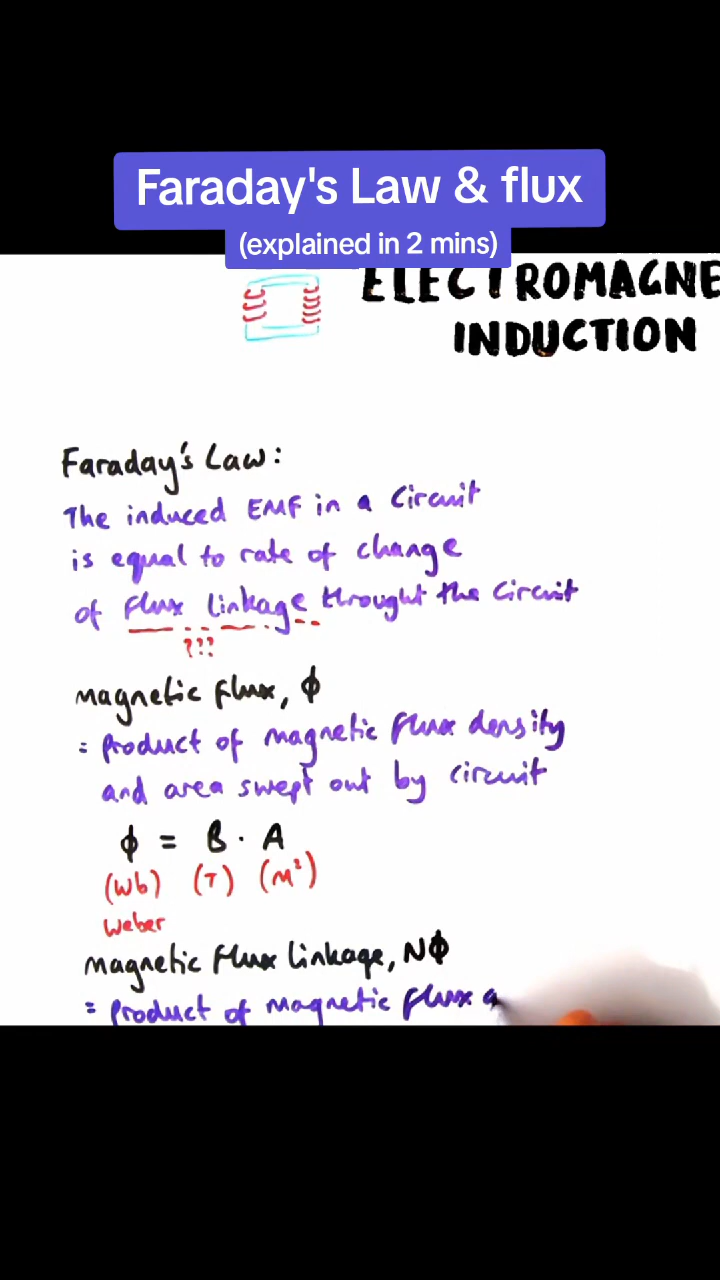 Faraday's Law & flux
(explained in 2 mins)
ELECTROMAGNE
INDUCTION
Faraday's Law:
The induced EMF in a Circuit
is equal to rate of change
of flux linkage throught the Circuit
???
magnetic flux, ϕ
= Product of magnetic flux density
and area swept out by circuit
ϕ = B · A
(Wb) (T) (m²)
Weber
magnetic flux linkage, Nϕ
= Product of magnetic flux a